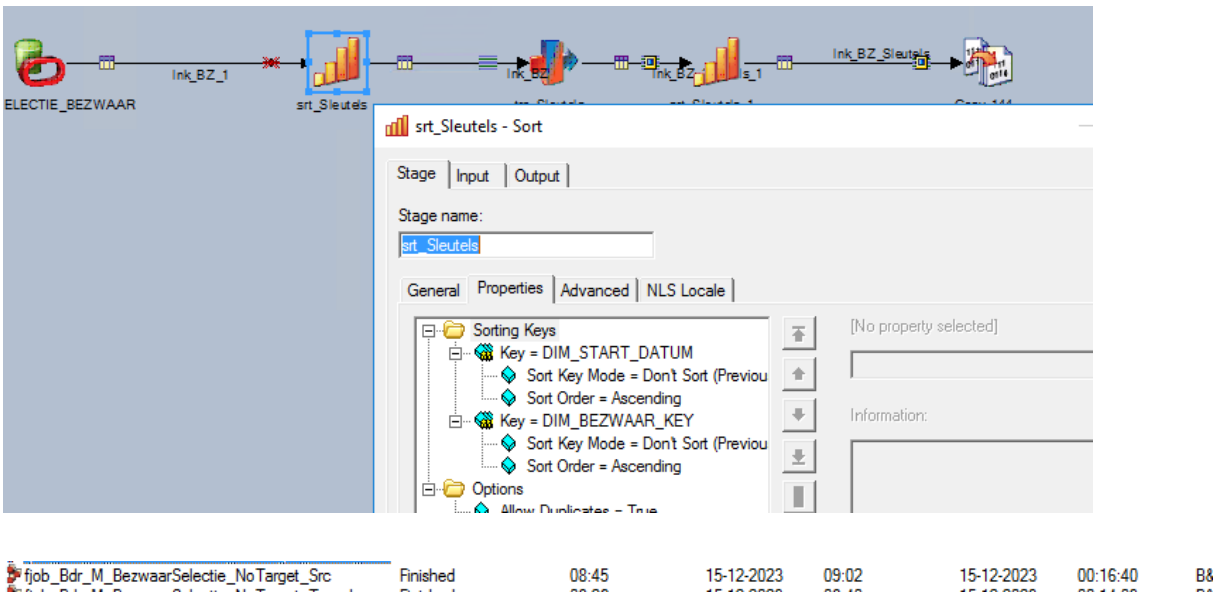 lnk_BZ_1
lnk_BZ
lnk_BZ
s_1
lnk_BZ_Sleutels
ELECTIE_BEZWAAR
srt_Sleutels
srt_Sleutels - Sort
Stage
Input
Output
Stage name:
srt_Sleutels
General
Properties
Advanced
NLS Locale
Sorting Keys
Key = DIM_START_DATUM
Sort Key Mode = Don't Sort (Previou
Sort Order = Ascending
Key = DIM_BEZWAAR_KEY
Sort Key Mode = Don't Sort (Previou
Sort Order = Ascending
Options
Allow Duplicates = True
[No property selected]
Information:
fjob_Bdr_M_BezwaarSelectie_NoTarget_Src Finished 08:45 15-12-2023 09:02 15-12-2023 00:16:40 B&